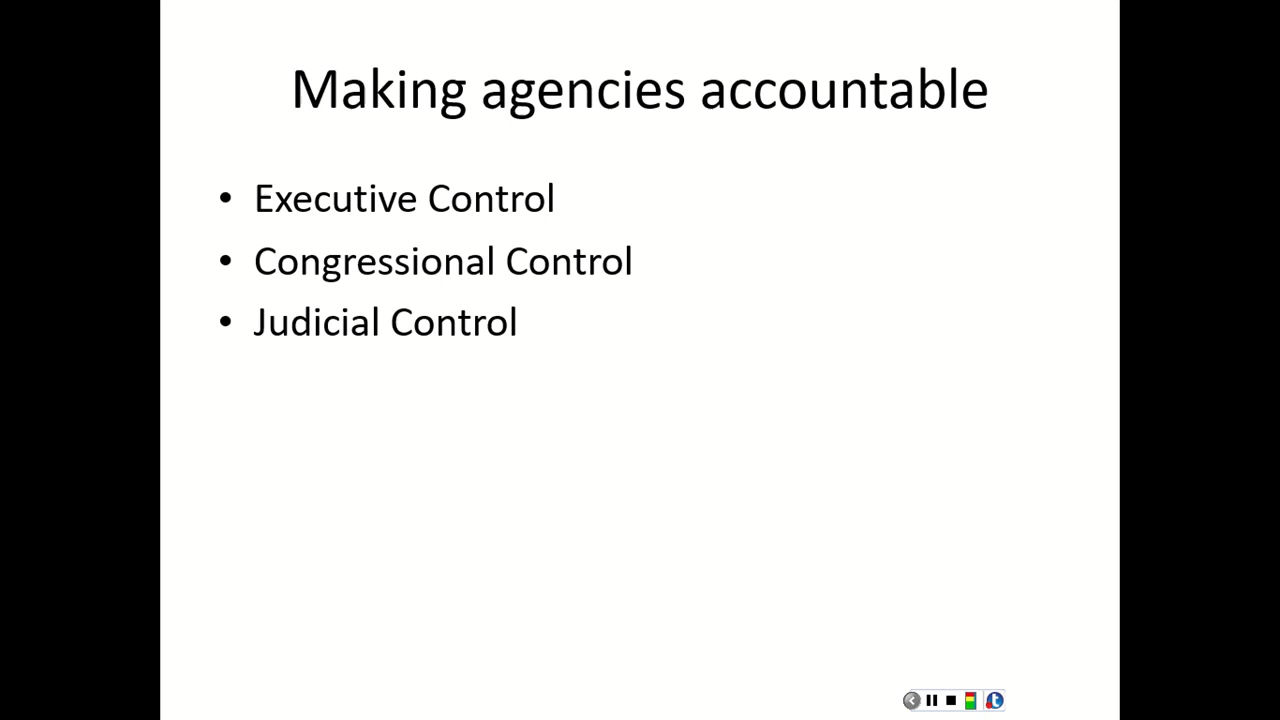 Making agencies accountable
• Executive Control
• Congressional Control
• Judicial Control